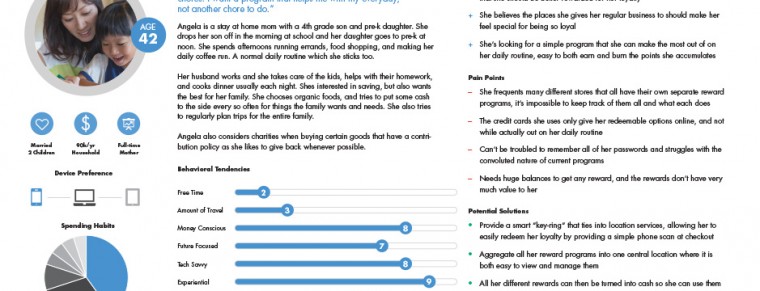 not another chore to do.”
Angela is a stay at home mom with a 4th grade son and pre-k daughter. She
drops her son off in the morning at school and her daughter goes to pre-k at
noon. She spends afternoons running errands, food shopping, and making her
daily coffee run. A normal daily routine which she sticks too.
Her husband works and she takes care of the kids, helps with their homework,
and cooks dinner usually each night. Shes interested in saving, but also wants
the best for her family. She chooses organic foods, and tries to put some cash
to the side every so often for things the family wants and needs. She also tries
to regularly plan trips for the entire family.
Angela also considers charities when buying certain goods that have a contri-
bution policy as she likes to give back whenever possible.
AGE
42
Married
2 Children
90k/yr
Household
Full-time
Mother
Device Preference
Spending Habits
Behavioral Tendencies
Free Time 2
Amount of Travel 3
Money Conscious 8
Future Focused 7
Tech Savvy 8
Experiential 9
+ She believes the places she gives her regular business to should make her
feel special for being so loyal
+ She's looking for a simple program that she can make the most out of on
her daily routine, easy to both earn and burn the points she accumulates
Pain Points
– She frequents many different stores that all have their own separate reward
programs, it's impossible to keep track of them all and what each does
– The credit cards she uses only give her redeemable options online, and not
while actually out on her daily routine
– Can't be troubled to remember all of her passwords and struggles with the
convoluted nature of current programs
– Needs huge balances to get any reward, and the rewards don't have very
much value to her
Potential Solutions
• Provide a smart "key-ring" that ties into location services, allowing her to
easily redeem her loyalty by providing a simple phone scan at checkout
• Aggregate all her reward programs into one central location where it is
both easy to view and manage them
• All her different rewards can then be turned into cash so she can use them